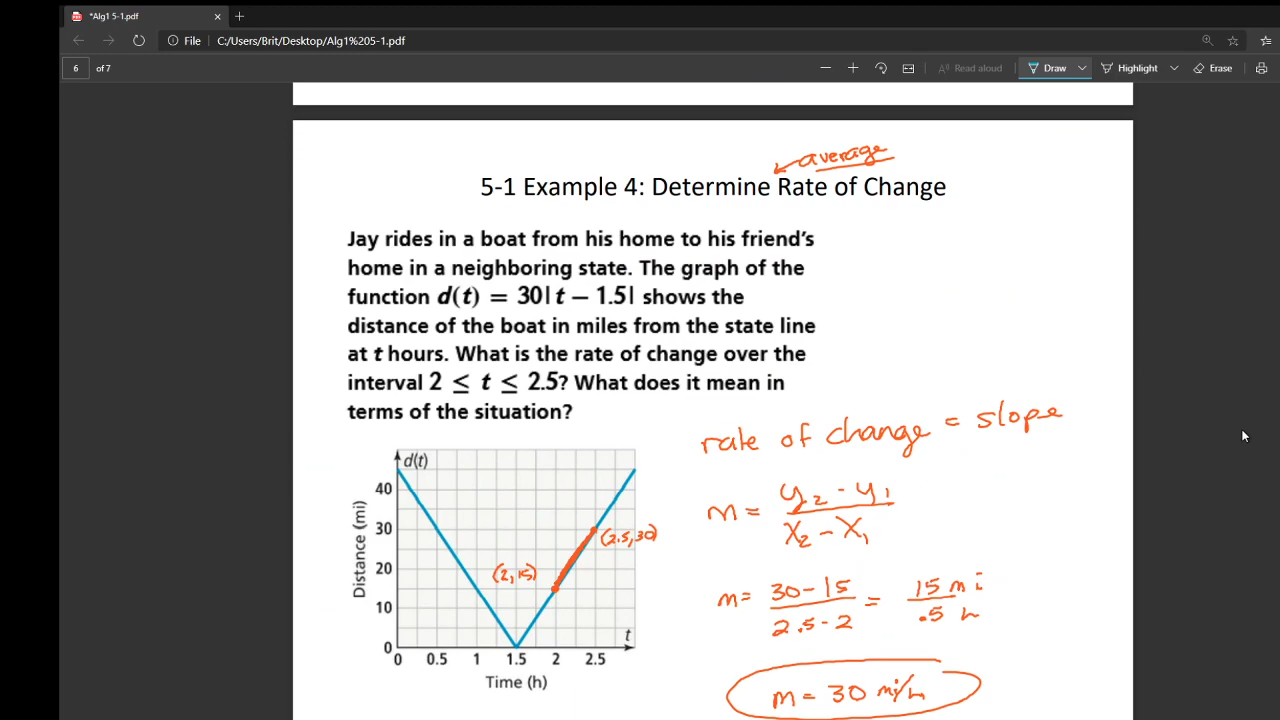 *Alg1 5-1.pdf
File C:/Users/Brit/Desktop/Alg1%205-1.pdf
6 of 7 Read aloud Draw Highlight Erase
average
5-1 Example 4: Determine Rate of Change
Jay rides in a boat from his home to his friend's
home in a neighboring state. The graph of the
function d(t) = 30|t − 1.5| shows the
distance of the boat in miles from the state line
at t hours. What is the rate of change over the
interval 2 ≤ t ≤ 2.5? What does it mean in
terms of the situation?
rate of change = slope
m = y₂ - y₁ / x₂ - x₁
m = 30-15 / 2.5-2 = 15 mi / .5 h
m = 30 mi/h
d(t)
40
30
20
10
0
(2.5,30)
(2,15)
t
0 0.5 1 1.5 2 2.5
Time (h)
Distance (mi)